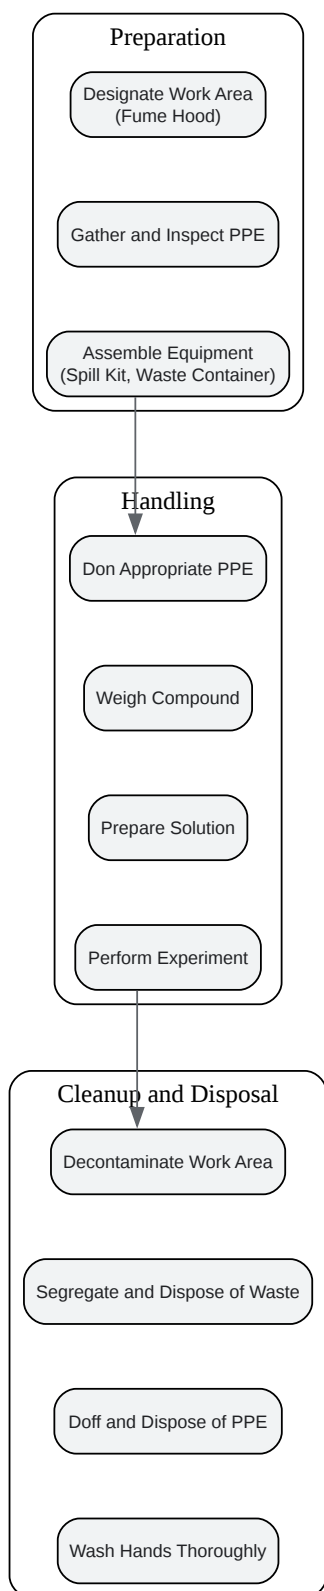 Preparation
Designate Work Area
(Fume Hood)
Gather and Inspect PPE
Assemble Equipment
(Spill Kit, Waste Container)
Handling
Don Appropriate PPE
Weigh Compound
Prepare Solution
Perform Experiment
Cleanup and Disposal
Decontaminate Work Area
Segregate and Dispose of Waste
Doff and Dispose of PPE
Wash Hands Thoroughly